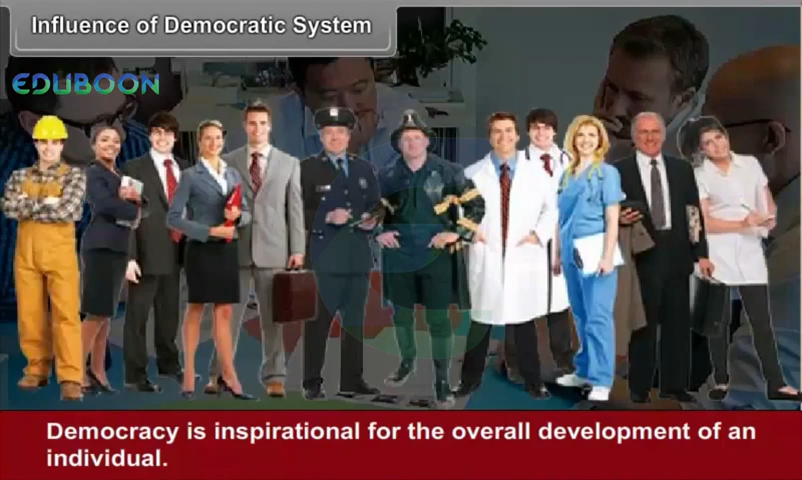 Influence of Democratic System
EDUBOON
Democracy is inspirational for the overall development of an
individual.